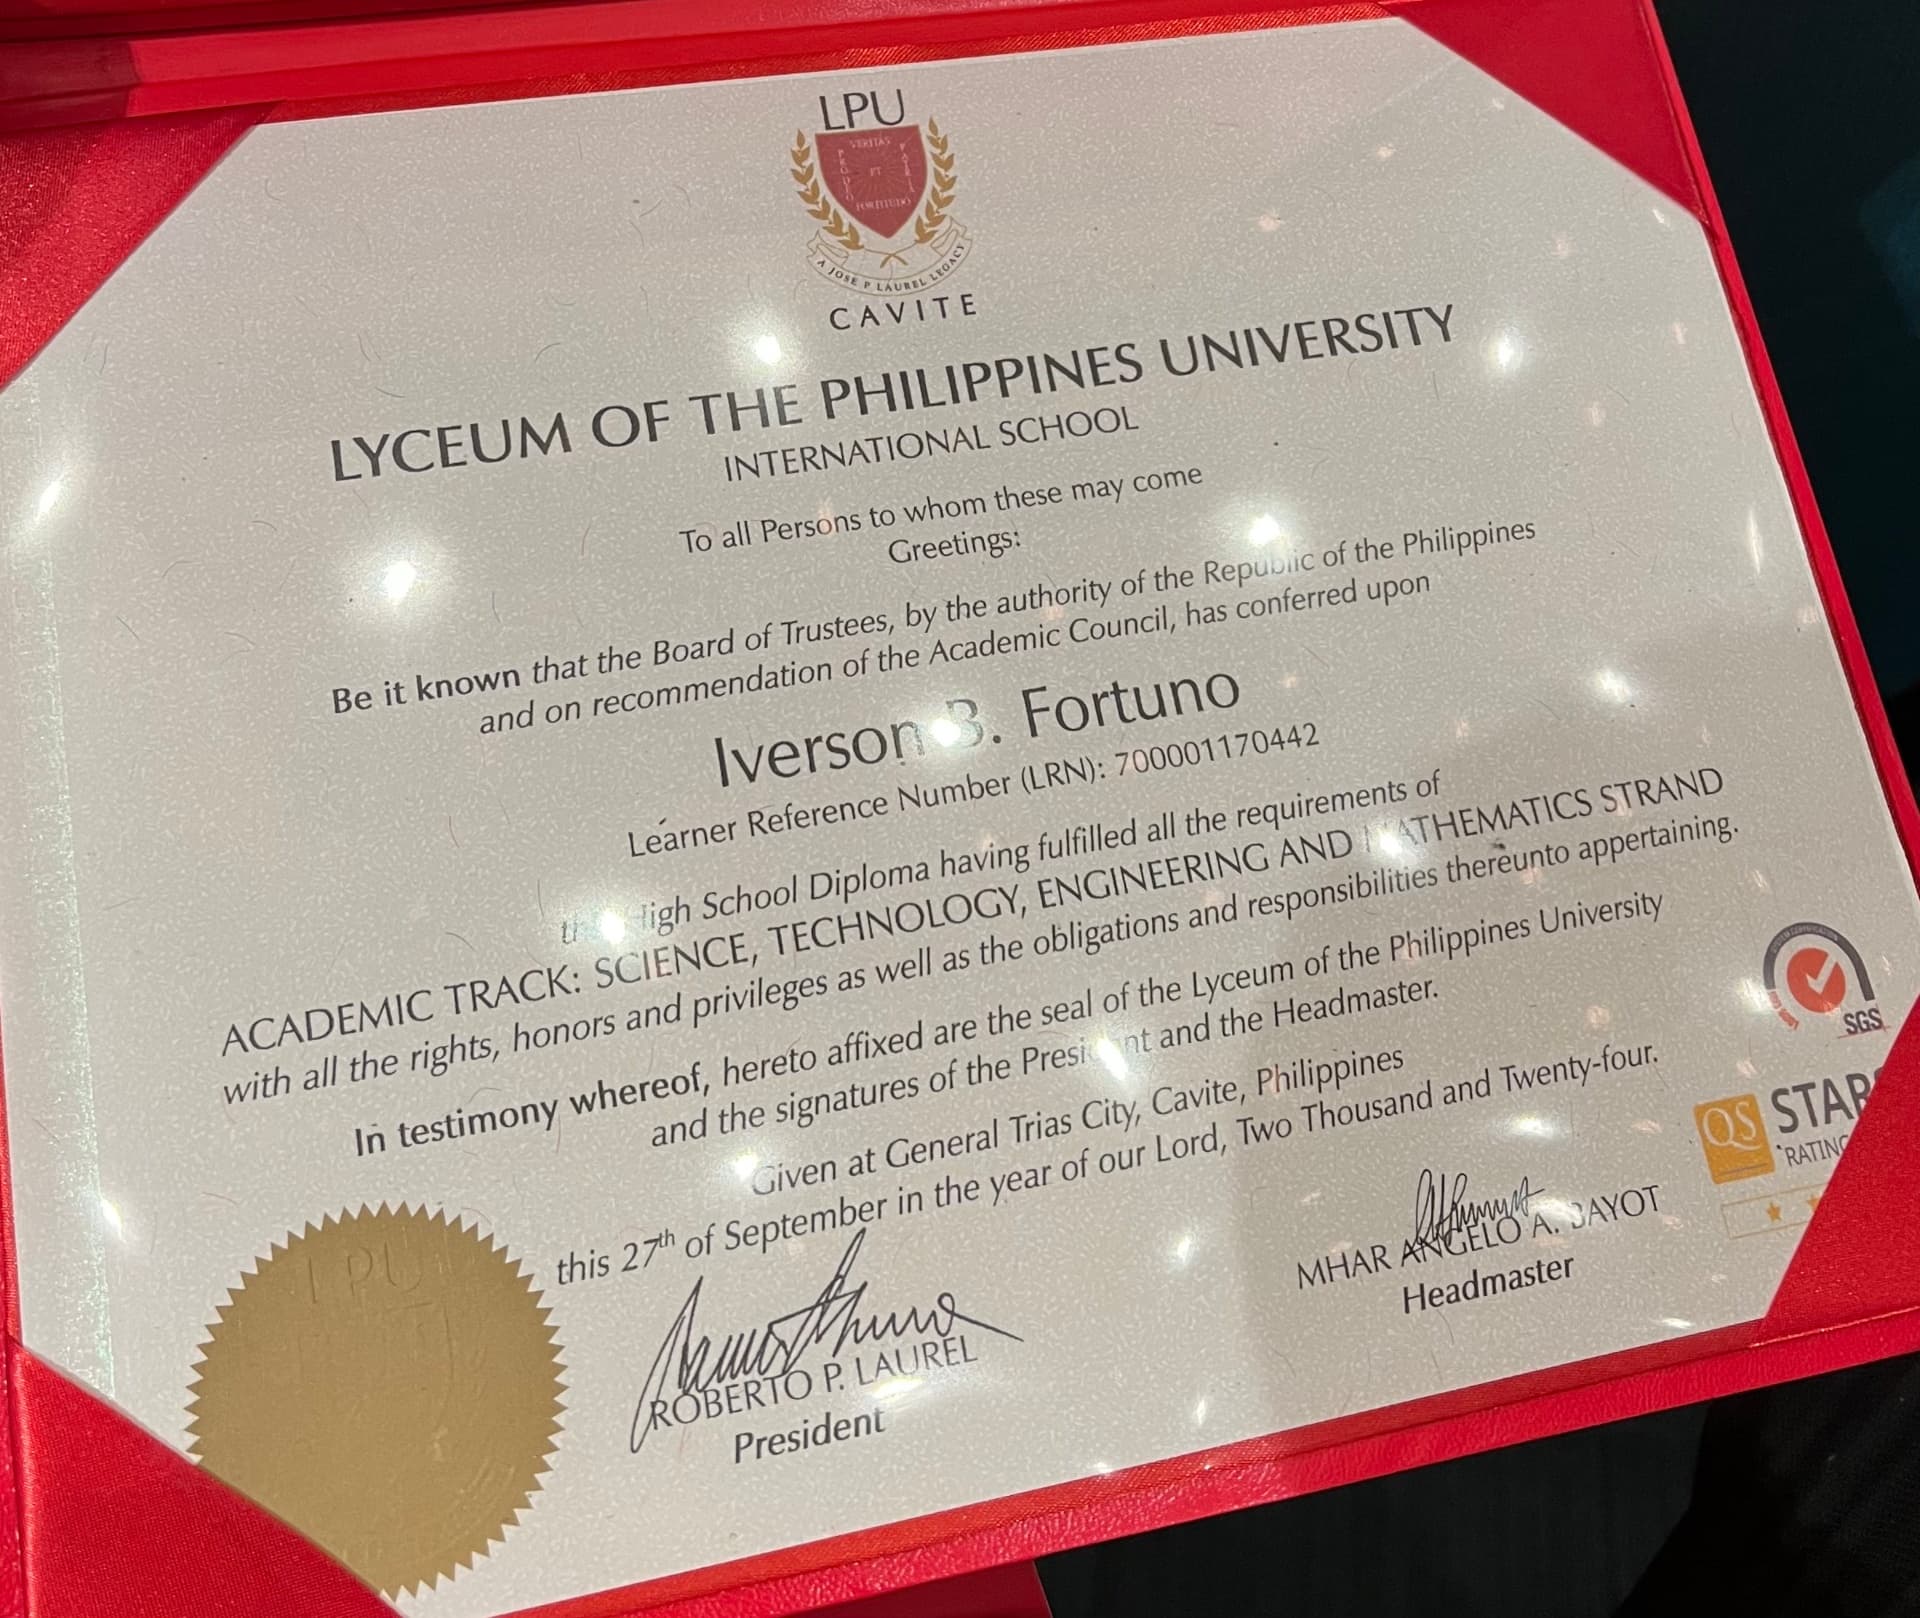 LPU
VERITAS
PRO DEO
ET
PATRIA
FORTITUDO
A JOSE P LAUREL LEGACY
CAVITE
LYCEUM OF THE PHILIPPINES UNIVERSITY
INTERNATIONAL SCHOOL
To all Persons to whom these may come
Greetings:
Be it known that the Board of Trustees, by the authority of the Republic of the Philippines
and on recommendation of the Academic Council, has conferred upon
Iverson B. Fortuno
Learner Reference Number (LRN): 700001170442
High School Diploma having fulfilled all the requirements of
ACADEMIC TRACK: SCIENCE, TECHNOLOGY, ENGINEERING AND MATHEMATICS STRAND
with all the rights, honors and privileges as well as the obligations and responsibilities thereunto appertaining.
In testimony whereof, hereto affixed are the seal of the Lyceum of the Philippines University
and the signatures of the President and the Headmaster.
Given at General Trias City, Cavite, Philippines
this 27th of September in the year of our Lord, Two Thousand and Twenty-four.
SGS
QS STARS
RATING
LPU
MHAR ANGELO A. BAYOT
Headmaster
ROBERTO P. LAUREL
President